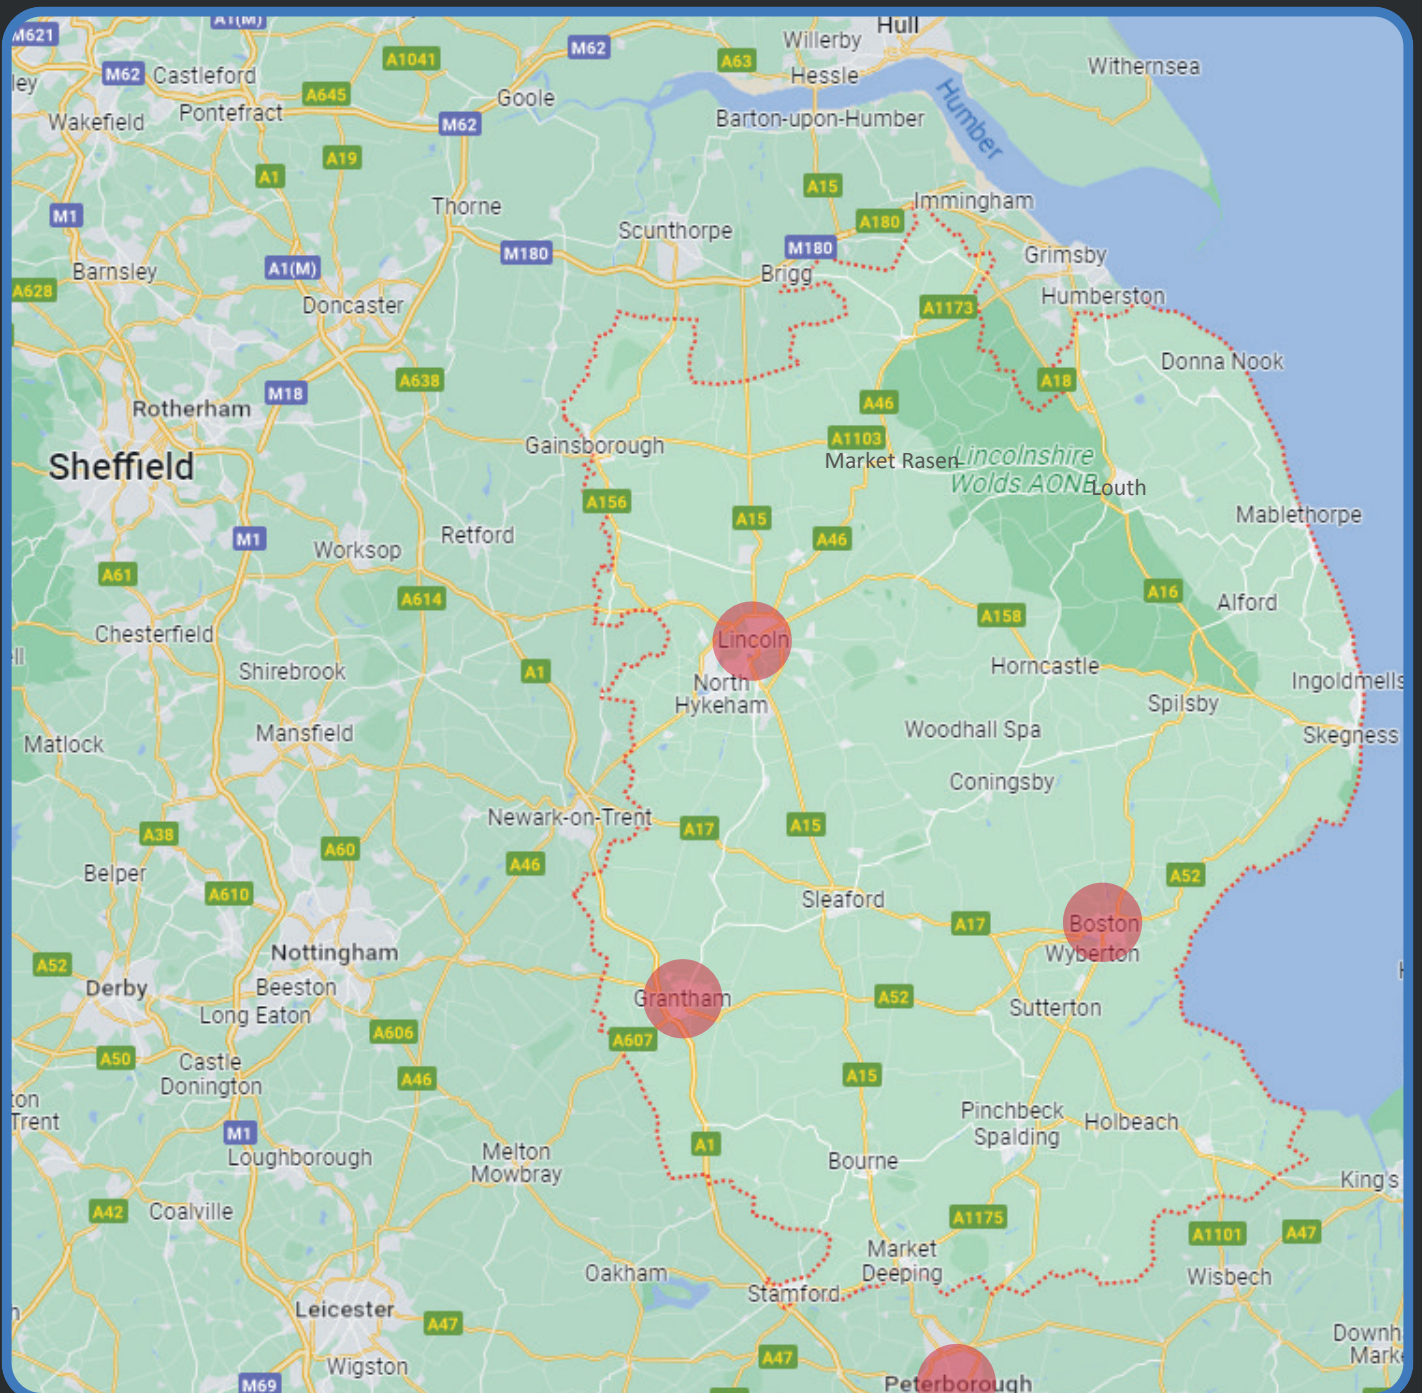 A1(M)
M621
Hull
Willerby
M62
A1041
A63
Withernsea
M62
Castleford
Hessle
ley
A645
Goole
Humber
Pontefract
Wakefield
M62
Barton-upon-Humber
A19
A1
A15
Immingham
M1
Thorne
A180
Scunthorpe
M180
M180
Grimsby
Barnsley
A1(M)
Brigg
A628
Humberston
Doncaster
A1173
Donna Nook
A638
A18
M18
A46
Rotherham
A1103
Gainsborough
Lincolnshire
Wolds AONB
Market Rasen
Sheffield
Louth
A156
A15
Mablethorpe
M1
Retford
A46
Worksop
A61
A614
A16
Alford
A158
Chesterfield
Lincoln
ll
Shirebrook
A1
Horncastle
North
Hykeham
Ingoldmells
Spilsby
Mansfield
Woodhall Spa
Skegness
Matlock
Coningsby
Newark-on-Trent
A17
A15
A38
A60
A46
Belper
A52
A610
Sleaford
A17
Boston
Nottingham
Wyberton
A52
Derby
Beeston
Grantham
A52
Sutterton
Long Eaton
A606
A607
A50
Castle
Donington
A46
A15
ton
Trent
Pinchbeck
Spalding
Holbeach
M1
A1
Loughborough
Melton
Mowbray
Bourne
King's
A42
Coalville
A1175
A1101
A47
Market
Deeping
Oakham
Wisbech
Stamford
Leicester
A47
Downh
Mark
A47
Wigston
M69
Peterborough